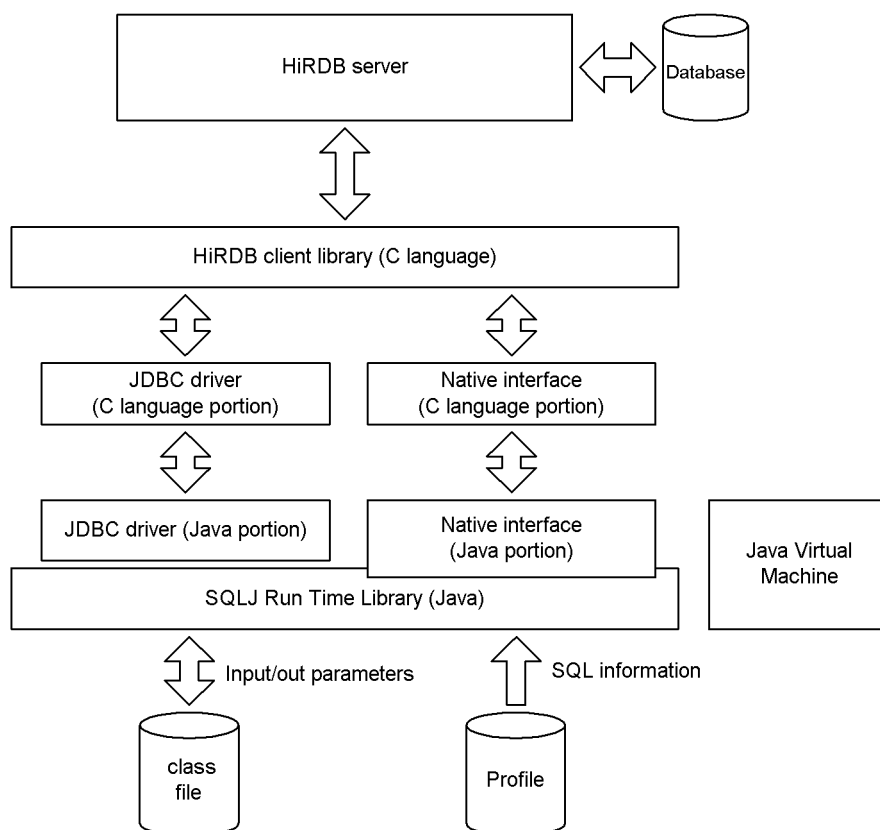 HiRDB server
Database
HiRDB client library (C language)
JDBC driver
(C language portion)
Native interface
(C language portion)
JDBC driver (Java portion)
Native interface
(Java portion)
Java Virtual
Machine
SQLJ Run Time Library (Java)
Input/out parameters
SQL information
class
file
Profile